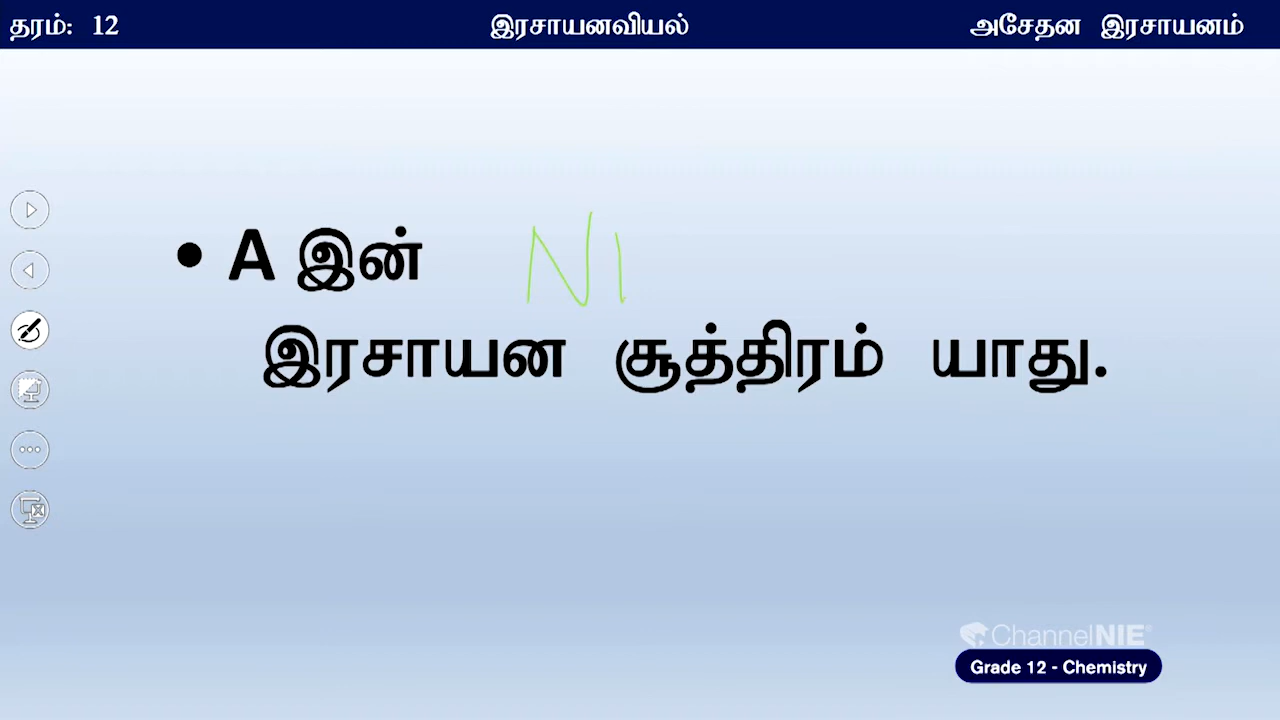 தரம்: 12 இரசாயனவியல் அசேதன இரசாயனம்
• A இன் NI
இரசாயன சூத்திரம் யாது.
ChannelNIE
Grade 12 - Chemistry